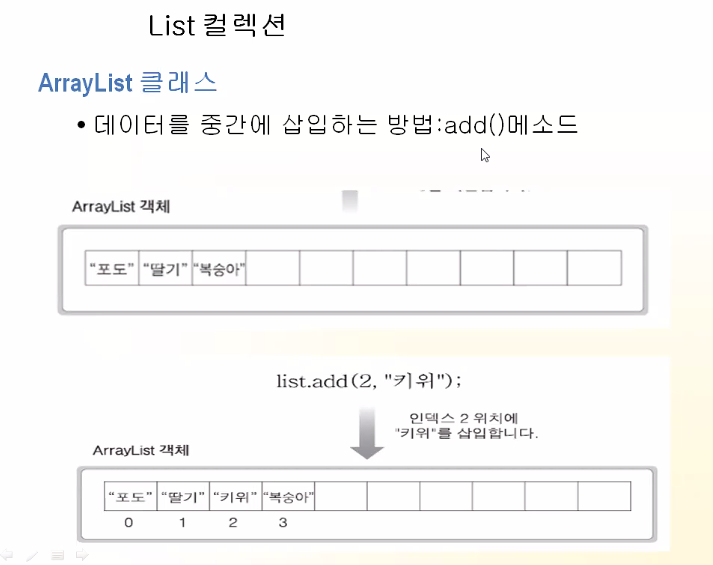 List 컬렉션
ArrayList 클래스
• 데이터를 중간에 삽입하는 방법:add()메소드
ArrayList 객체
"포도" "딸기" "복숭아"
list.add(2, "키위");
인덱스 2 위치에
"키위"를 삽입합니다.
ArrayList 객체
"포도" "딸기" "키위" "복숭아"
0 1 2 3